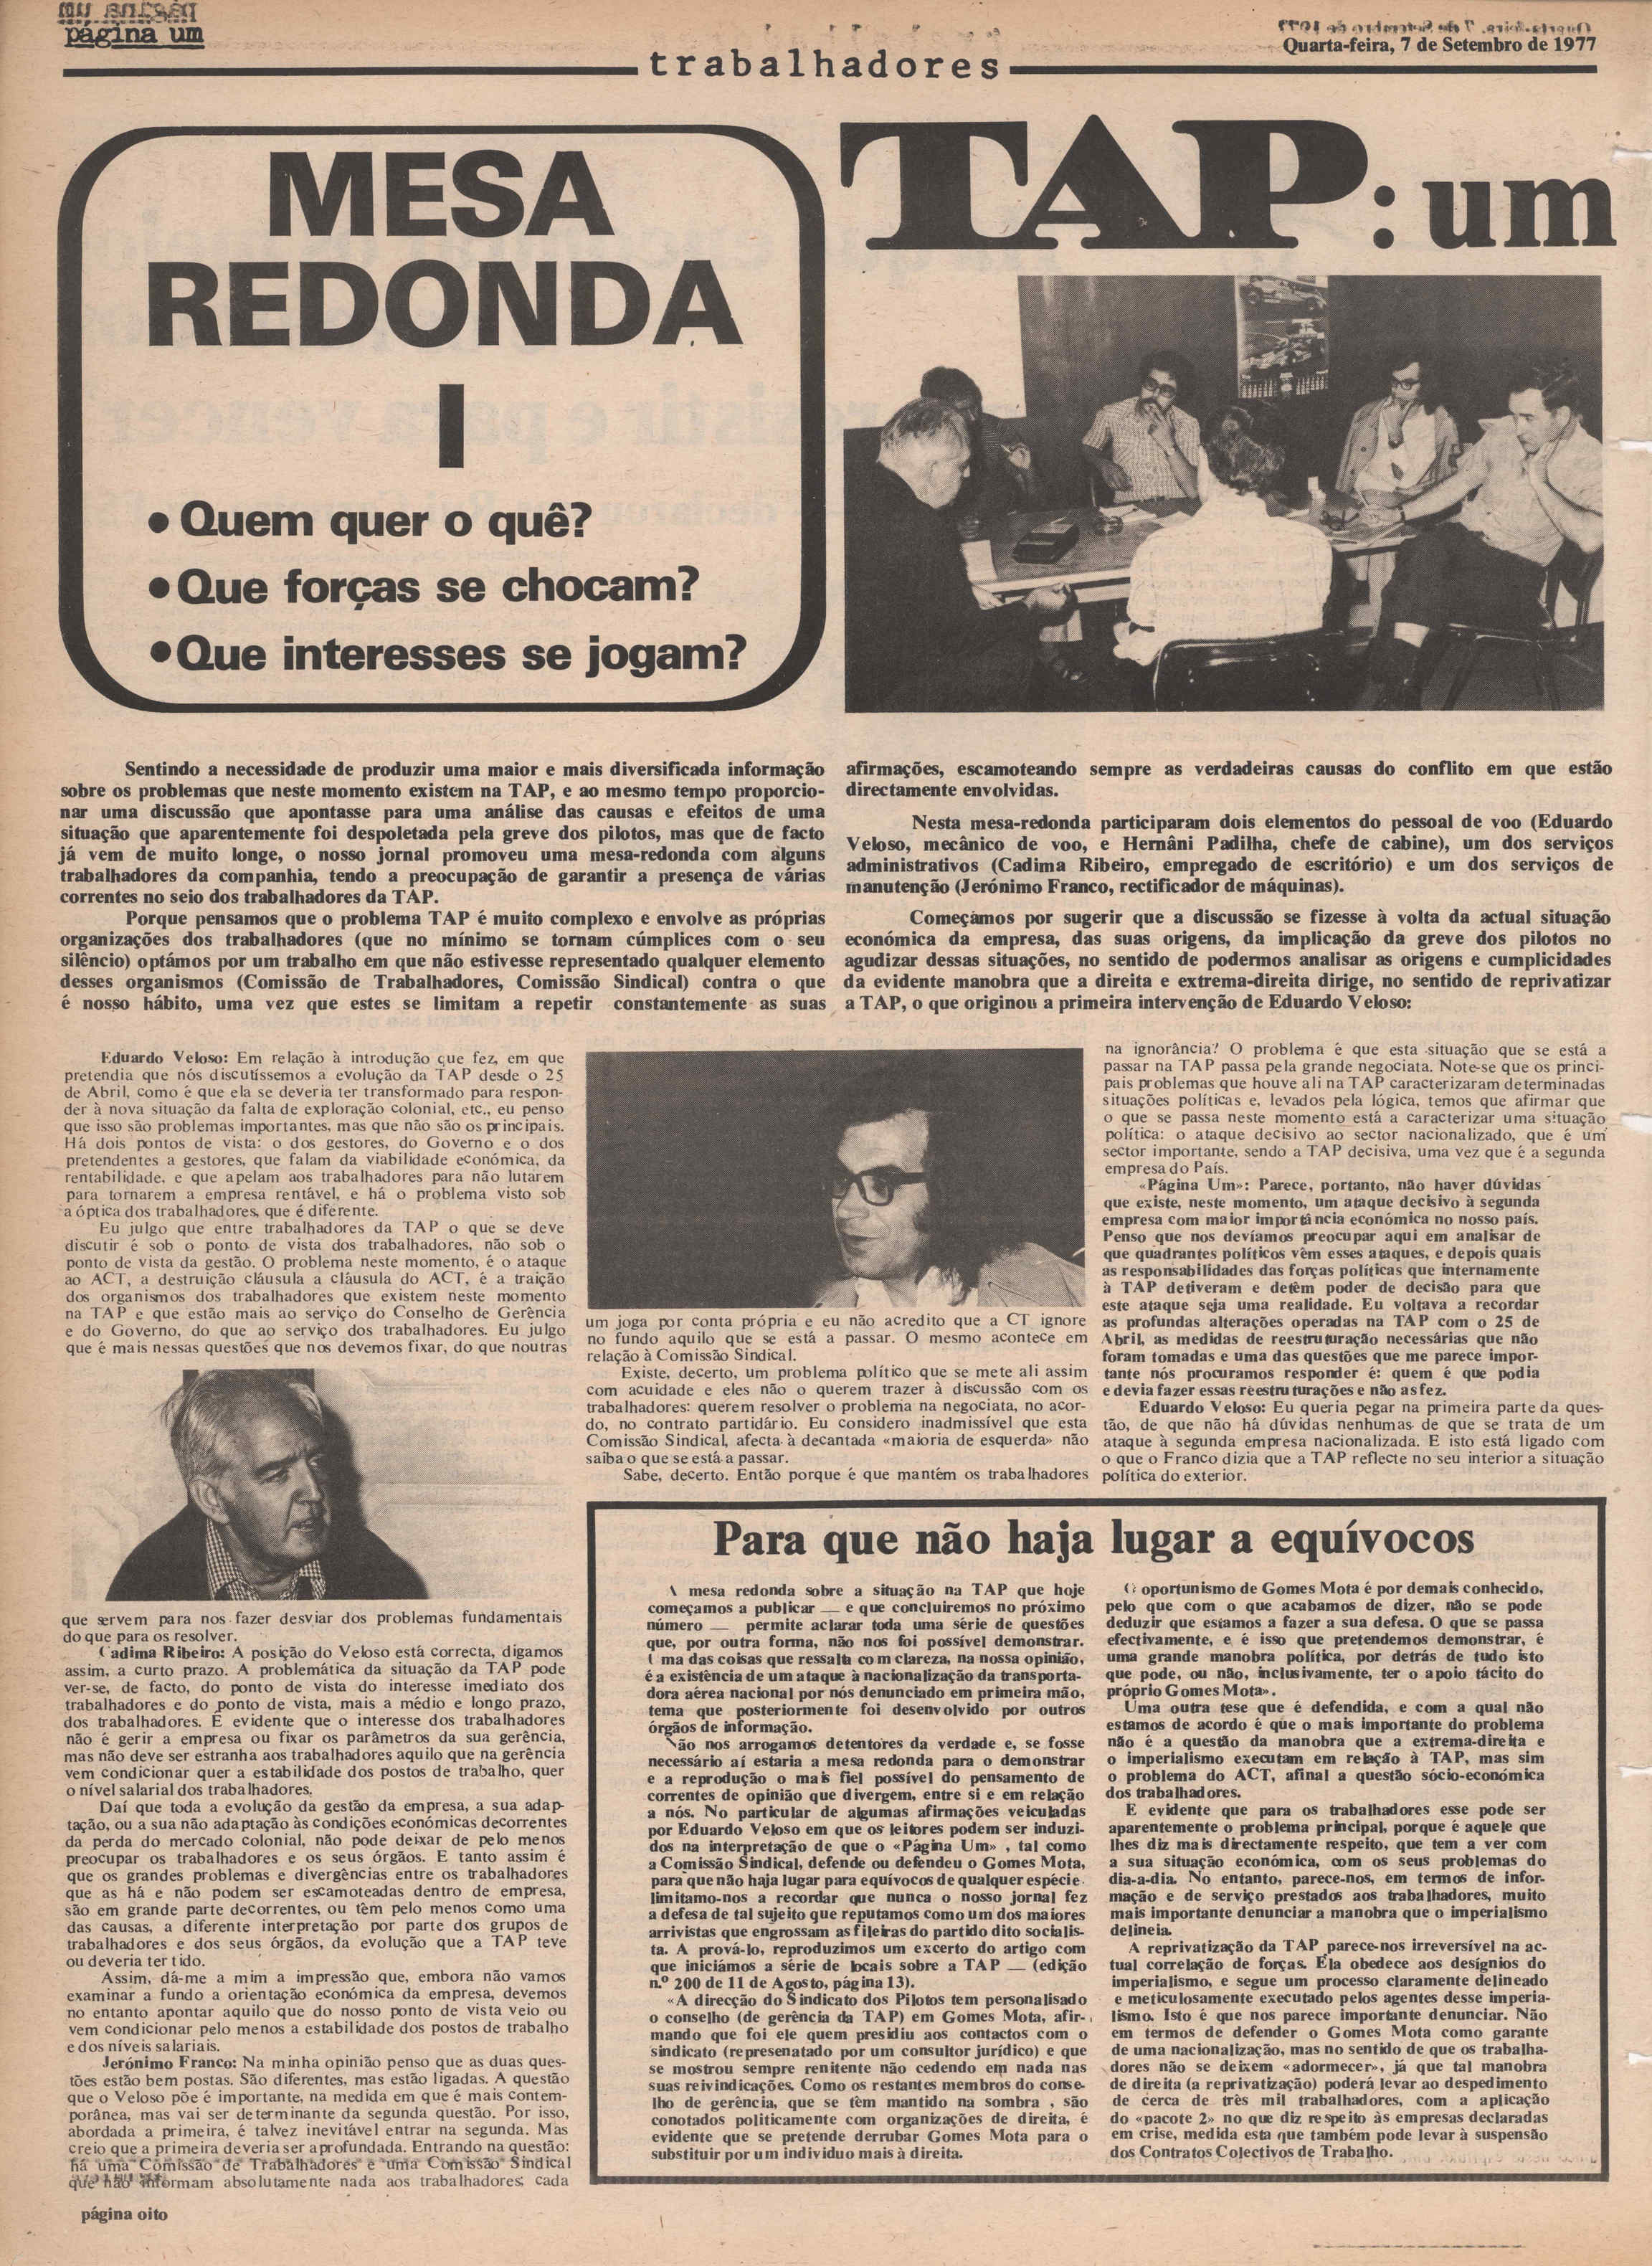 página um
Quarta-feira, 7 de Setembro de 1977
trabalhadores
MESA
REDONDA
I
• Quem quer o quê?
• Que forças se chocam?
• Que interesses se jogam?
TAP: um
Sentindo a necessidade de produzir uma maior e mais diversificada informação
sobre os problemas que neste momento existem na TAP, e ao mesmo tempo proporcio-
nar uma discussão que apontasse para uma análise das causas e efeitos de uma
situação que aparentemente foi despoletada pela greve dos pilotos, mas que de facto
já vem de muito longe, o nosso jornal promoveu uma mesa-redonda com alguns
trabalhadores da companhia, tendo a preocupação de garantir a presença de várias
correntes no seio dos trabalhadores da TAP.
Porque pensamos que o problema TAP é muito complexo e envolve as próprias
organizações dos trabalhadores (que no mínimo se tornam cúmplices com o seu
silêncio) optámos por um trabalho em que não estivesse representado qualquer elemento
desses organismos (Comissão de Trabalhadores, Comissão Sindical) contra o que
é nosso hábito, uma vez que estes se limitam a repetir constantemente as suas
afirmações, escamoteando sempre as verdadeiras causas do conflito em que estão
directamente envolvidas.
Nesta mesa-redonda participaram dois elementos do pessoal de voo (Eduardo
Veloso, mecânico de voo, e Hernâni Padilha, chefe de cabine), um dos serviços
administrativos (Cadima Ribeiro, empregado de escritório) e um dos serviços de
manutenção (Jerónimo Franco, rectificador de máquinas).
Começámos por sugerir que a discussão se fizesse à volta da actual situação
económica da empresa, das suas origens, da implicação da greve dos pilotos no
agudizar dessas situações, no sentido de podermos analisar as origens e cumplicidades
da evidente manobra que a direita e extrema-direita dirige, no sentido de reprivatizar
a TAP, o que originou a primeira intervenção de Eduardo Veloso:
Eduardo Veloso: Em relação à introdução que fez, em que
pretendia que nós discutíssemos a evolução da TAP desde o 25
de Abril, como é que ela se deveria ter transformado para respon-
der à nova situação da falta de exploração colonial, etc., eu penso
que isso são problemas importantes, mas que não são os principais.
Há dois pontos de vista: o dos gestores, do Governo e o dos
pretendentes a gestores, que falam da viabilidade económica, da
rentabilidade, e que apelam aos trabalhadores para não lutarem
para tornarem a empresa rentável, e há o problema visto sob
a óptica dos trabalhadores, que é diferente.
Eu julgo que entre trabalhadores da TAP o que se deve
discutir é sob o ponto de vista dos trabalhadores, não sob o
ponto de vista da gestão. O problema neste momento, é o ataque
ao ACT, a destruição cláusula a cláusula do ACT, é a traição
dos organismos dos trabalhadores que existem neste momento
na TAP e que estão mais ao serviço do Conselho de Gerência
e do Governo, do que ao serviço dos trabalhadores. Eu julgo
que é mais nessas questões que nos devemos fixar, do que noutras
que servem para nos fazer desviar dos problemas fundamentais
do que para os resolver.
Cadima Ribeiro: A posição do Veloso está correcta, digamos
assim, a curto prazo. A problemática da situação da TAP pode
ver-se, de facto, do ponto de vista do interesse imediato dos
trabalhadores e do ponto de vista, mais a médio e longo prazo,
dos trabalhadores. É evidente que o interesse dos trabalhadores
não é gerir a empresa ou fixar os parâmetros da sua gerência,
mas não deve ser estranha aos trabalhadores aquilo que na gerência
vem condicionar quer a estabilidade dos postos de trabalho, quer
o nível salarial dos trabalhadores.
Daí que toda a evolução da gestão da empresa, a sua adap-
tação, ou a sua não adaptação às condições económicas decorrentes
da perda do mercado colonial, não pode deixar de pelo menos
preocupar os trabalhadores e os seus órgãos. E tanto assim é
que os grandes problemas e divergências entre os trabalhadores
que as há e não podem ser escamoteadas dentro de empresa,
são em grande parte decorrentes, ou têm pelo menos como uma
das causas, a diferente interpretação por parte dos grupos de
trabalhadores e dos seus órgãos, da evolução que a TAP teve
ou deveria ter tido.
Assim, dá-me a mim a impressão que, embora não vamos
examinar a fundo a orientação económica da empresa, devemos
no entanto apontar aquilo que do nosso ponto de vista veio ou
vem condicionar pelo menos a estabilidade dos postos de trabalho
e dos níveis salariais.
Jerónimo Franco: Na minha opinião penso que as duas ques-
tões estão bem postas. São diferentes, mas estão ligadas. A questão
que o Veloso põe é importante, na medida em que é mais contem-
porânea, mas vai ser determinante da segunda questão. Por isso,
abordada a primeira, é talvez inevitável entrar na segunda. Mas
creio que a primeira deveria ser aprofundada. Entrando na questão:
há uma Comissão de Trabalhadores e uma Comissão Sindical
que não informam absolutamente nada aos trabalhadores; cada
um joga por conta própria e eu não acredito que a CT ignore
no fundo aquilo que se está a passar. O mesmo acontece em
relação à Comissão Sindical.
Existe, decerto, um problema político que se mete ali assim
com acuidade e eles não o querem trazer à discussão com os
trabalhadores: querem resolver o problema na negociata, no acor-
do, no contrato partidário. Eu considero inadmissível que esta
Comissão Sindical, afecta à decantada «maioria de esquerda» não
saiba o que se está a passar.
Sabe, decerto. Então porque é que mantém os trabalhadores
na ignorância? O problema é que esta situação que se está a
passar na TAP passa pela grande negociata. Note-se que os princi-
pais problemas que houve ali na TAP caracterizaram determinadas
situações políticas e, levados pela lógica, temos que afirmar que
o que se passa neste momento está a caracterizar uma situação
política: o ataque decisivo ao sector nacionalizado, que é um
sector importante, sendo a TAP decisiva, uma vez que é a segunda
empresa do País.
«Página Um»: Parece, portanto, não haver dúvidas
que existe, neste momento, um ataque decisivo à segunda
empresa com maior importância económica no nosso país.
Penso que nos devíamos preocupar aqui em analisar de
que quadrantes políticos vêm esses ataques, e depois quais
as responsabilidades das forças políticas que internamente
à TAP detiveram e detêm poder de decisão para que
este ataque seja uma realidade. Eu voltava a recordar
as profundas alterações operadas na TAP com o 25 de
Abril, as medidas de reestruturação necessárias que não
foram tomadas e uma das questões que me parece impor-
tante nós procuramos responder é: quem é que podia
e devia fazer essas reestruturações e não as fez.
Eduardo Veloso: Eu queria pegar na primeira parte da ques-
tão, de que não há dúvidas nenhumas de que se trata de um
ataque à segunda empresa nacionalizada. E isto está ligado com
o que o Franco dizia que a TAP reflecte no seu interior a situação
política do exterior.
Para que não haja lugar a equívocos
A mesa redonda sobre a situação na TAP que hoje
começamos a publicar — e que concluiremos no próximo
número — permite aclarar toda uma série de questões
que, por outra forma, não nos foi possível demonstrar.
Uma das coisas que ressalta com clareza, na nossa opinião,
é a existência de um ataque à nacionalização da transporta-
dora aérea nacional por nós denunciado em primeira mão,
tema que posteriormente foi desenvolvido por outros
órgãos de informação.
Não nos arrogamos detentores da verdade e, se fosse
necessário aí estaria a mesa redonda para o demonstrar
e a reprodução o mais fiel possível do pensamento de
correntes de opinião que divergem, entre si e em relação
a nós. No particular de algumas afirmações veiculadas
por Eduardo Veloso em que os leitores podem ser induzi-
dos na interpretação de que o «Página Um» , tal como
a Comissão Sindical, defende ou defendeu o Gomes Mota,
para que não haja lugar para equívocos de qualquer espécie
limitamo-nos a recordar que nunca o nosso jornal fez
a defesa de tal sujeito que reputamos como um dos maiores
arrivistas que engrossam as fileiras do partido dito socialis-
ta. A prová-lo, reproduzimos um excerto do artigo com
que iniciámos a série de locais sobre a TAP — (edição
n.º 200 de 11 de Agosto, página 13).
«A direcção do Sindicato dos Pilotos tem personalisado
o conselho (de gerência da TAP) em Gomes Mota, afir-
mando que foi ele quem presidiu aos contactos com o
sindicato (represenatado por um consultor jurídico) e que
se mostrou sempre renitente não cedendo em nada nas
suas reivindicações. Como os restantes membros do conse-
lho de gerência, que se têm mantido na sombra , são
conotados politicamente com organizações de direita, é
evidente que se pretende derrubar Gomes Mota para o
substituir por um individuo mais à direita.
O oportunismo de Gomes Mota é por demais conhecido,
pelo que com o que acabamos de dizer, não se pode
deduzir que estamos a fazer a sua defesa. O que se passa
efectivamente, e é isso que pretendemos demonstrar, é
uma grande manobra política, por detrás de tudo isto
que pode, ou não, inclusivamente, ter o apoio tácito do
próprio Gomes Mota».
Uma outra tese que é defendida, e com a qual não
estamos de acordo é que o mais importante do problema
não é a questão da manobra que a extrema-direita e
o imperialismo executam em relação à TAP, mas sim
o problema do ACT, afinal a questão sócio-económica
dos trabalhadores.
E evidente que para os trabalhadores esse pode ser
aparentemente o problema principal, porque é aquele que
lhes diz mais directamente respeito, que tem a ver com
a sua situação económica, com os seus problemas do
dia-a-dia. No entanto, parece-nos, em termos de infor-
mação e de serviço prestados aos trabalhadores, muito
mais importante denunciar a manobra que o imperialismo
delineia.
A reprivatização da TAP parece-nos irreversível na ac-
tual correlação de forças. Ela obedece aos desígnios do
imperialismo, e segue um processo claramente delineado
e meticulosamente executado pelos agentes desse imperia-
lismo. Isto é que nos parece importante denunciar. Não
em termos de defender o Gomes Mota como garante
de uma nacionalização, mas no sentido de que os trabalha-
dores não se deixem «adormecer», já que tal manobra
de direita (a reprivatização) poderá levar ao despedimento
de cerca de três mil trabalhadores, com a aplicação
do «pacote 2» no que diz respeito às empresas declaradas
em crise, medida esta que também pode levar à suspensão
dos Contratos Colectivos de Trabalho.
página oito